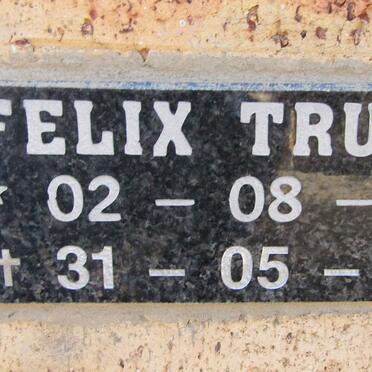 FELIX TRU
* 02 – 08 –
† 31 – 05 –